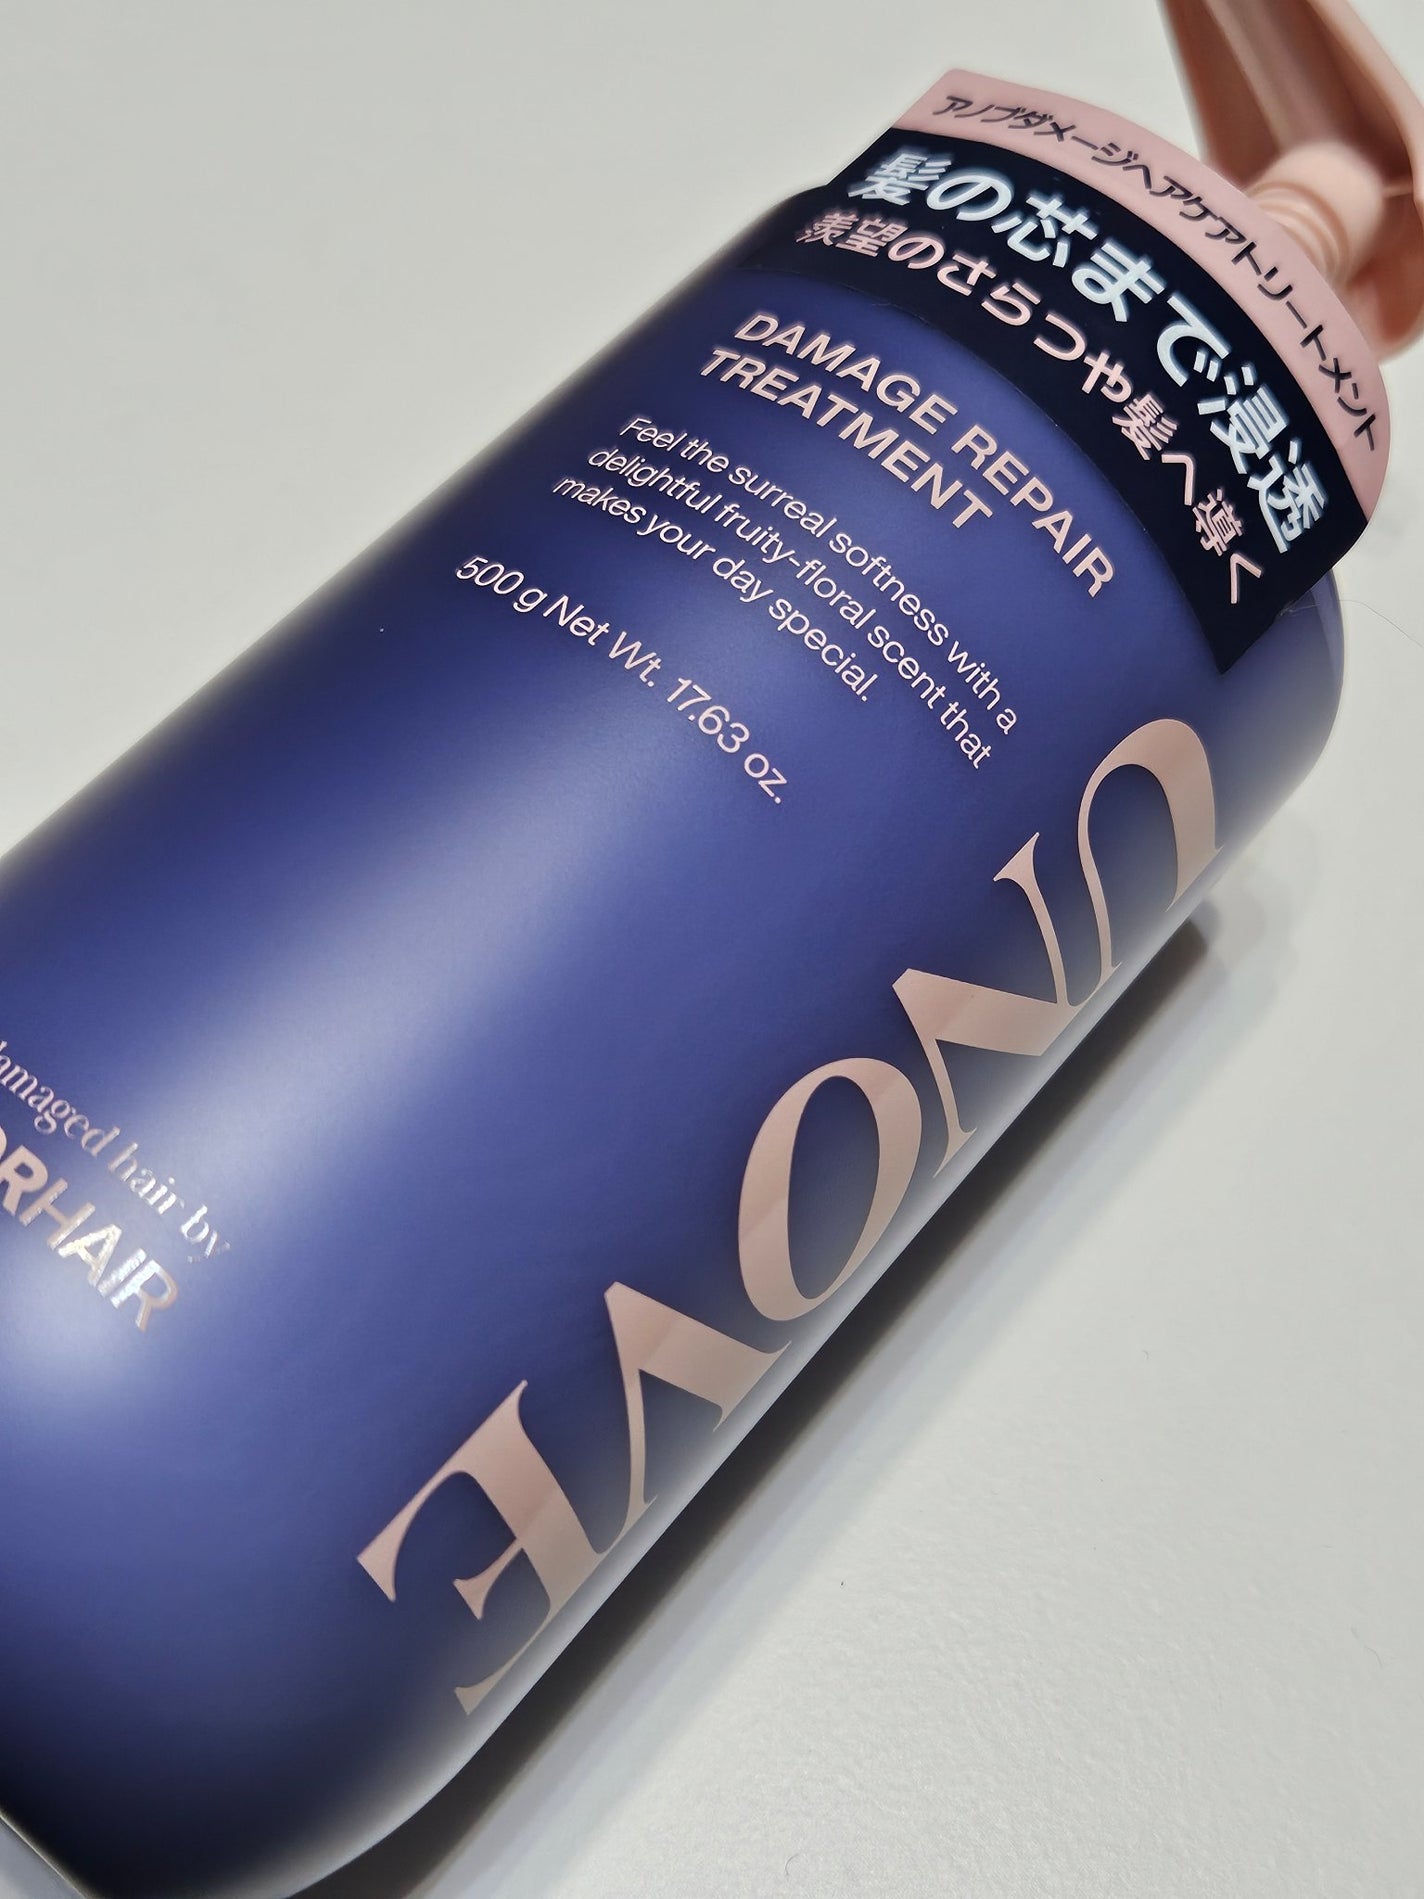 アノブダメージヘアケアトリートメント
髪の芯まで浸透
羨望のさらつや髪へ導く
DAMAGE REPAIR
TREATMENT
Feel the surreal softness with a
delightful fruity-floral scent that
makes your day special.
500 g Net Wt. 17.63 oz.
UNOVE
damaged hair by
ORHAIR